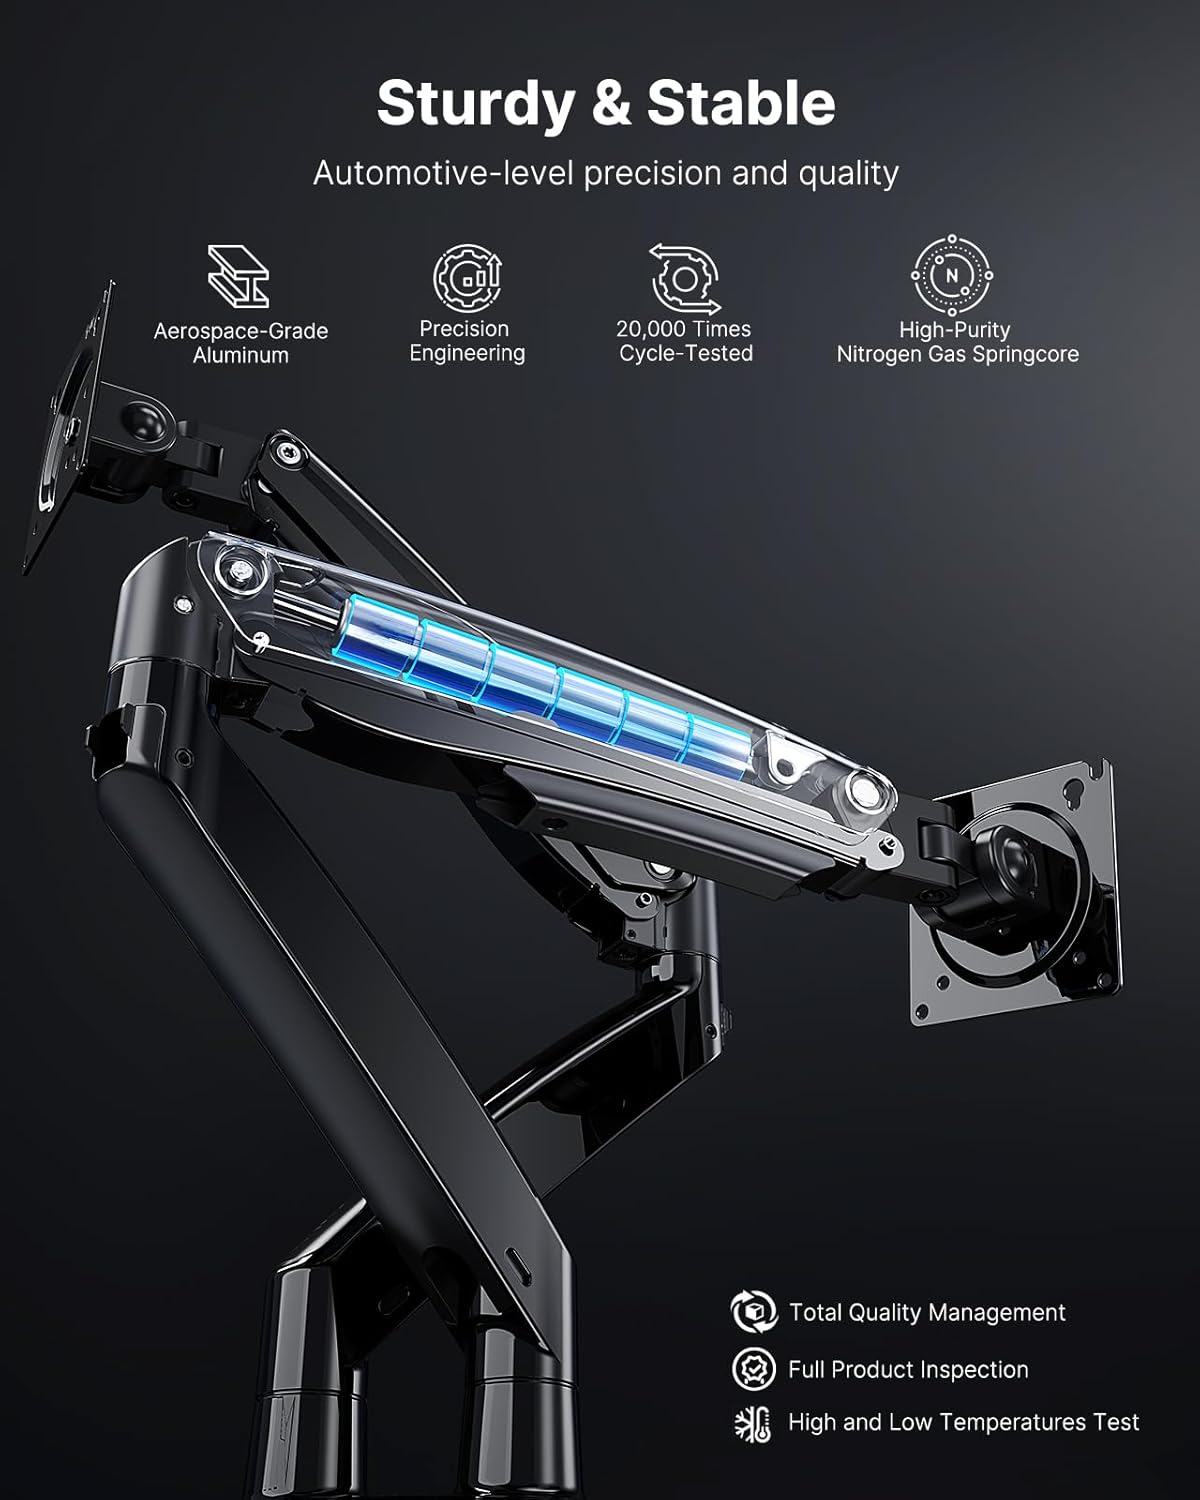 Sturdy & Stable
Automotive-level precision and quality
Aerospace-Grade
Aluminum
Precision
Engineering
20,000 Times
Cycle-Tested
N
High-Purity
Nitrogen Gas Springcore
Total Quality Management
Full Product Inspection
High and Low Temperatures Test